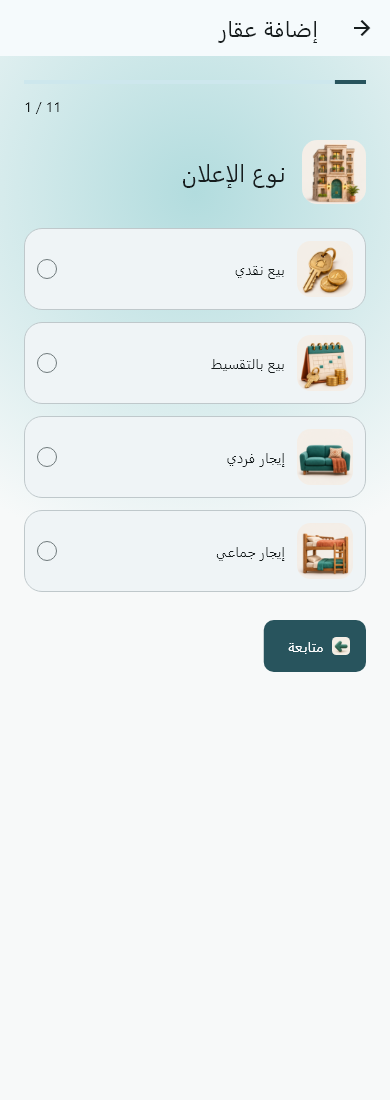 إضافة عقار
1 / 11
نوع الإعلان
بيع نقدي
بيع بالتقسيط
إيجار فردي
إيجار جماعي
متابعة